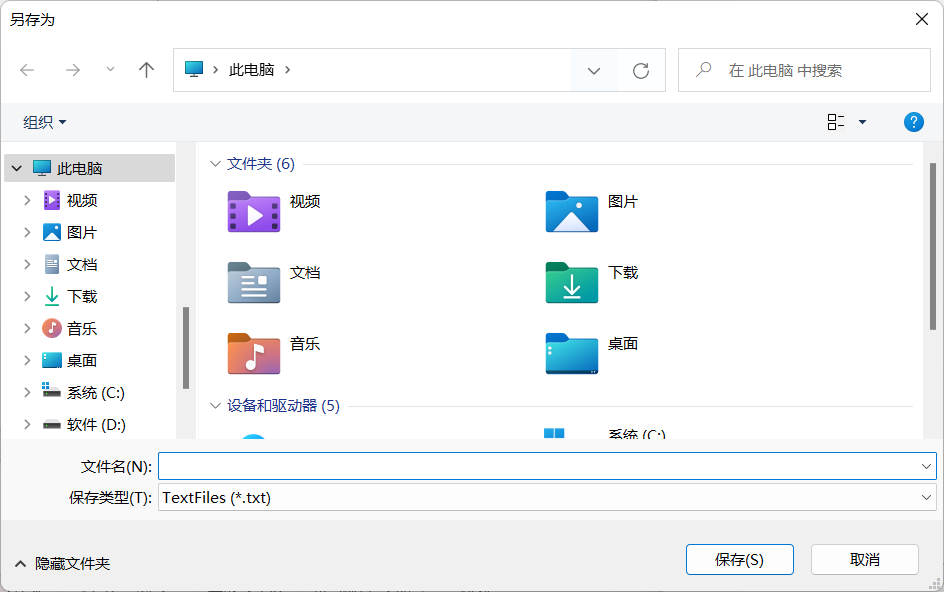 另存为
此电脑
在 此电脑 中搜索
组织
此电脑
视频
图片
文档
下载
音乐
桌面
系统 (C:)
软件 (D:)
文件夹 (6)
视频
图片
文档
下载
音乐
桌面
设备和驱动器 (5)
系统 (C:)
文件名(N):
保存类型(T): TextFiles (*.txt)
隐藏文件夹
保存(S)
取消